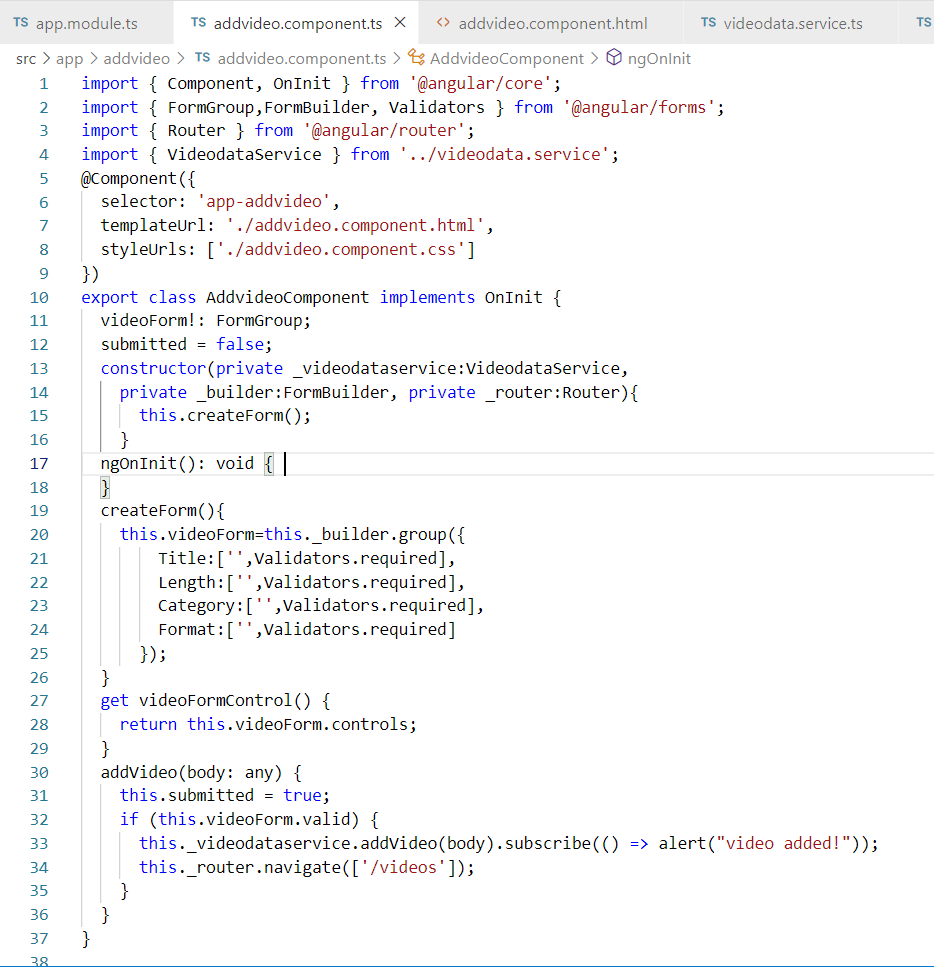 TS app.module.ts TS addvideo.component.ts × <> addvideo.component.html TS videodata.service.ts TS
src > app > addvideo > TS addvideo.component.ts > AddvideoComponent > ngOnInit
1 import { Component, OnInit } from '@angular/core';
2 import { FormGroup,FormBuilder, Validators } from '@angular/forms';
3 import { Router } from '@angular/router';
4 import { VideodataService } from '../videodata.service';
5 @Component({
6   selector: 'app-addvideo',
7   templateUrl: './addvideo.component.html',
8   styleUrls: ['./addvideo.component.css']
9 })
10 export class AddvideoComponent implements OnInit {
11   videoForm!: FormGroup;
12   submitted = false;
13   constructor(private _videodataservice:VideodataService,
14     private _builder:FormBuilder, private _router:Router){
15       this.createForm();
16     }
17   ngOnInit(): void {
18   }
19   createForm(){
20     this.videoForm=this._builder.group({
21         Title:['',Validators.required],
22         Length:['',Validators.required],
23         Category:['',Validators.required],
24         Format:['',Validators.required]
25       });
26   }
27   get videoFormControl() {
28     return this.videoForm.controls;
29   }
30   addVideo(body: any) {
31     this.submitted = true;
32     if (this.videoForm.valid) {
33       this._videodataservice.addVideo(body).subscribe(() => alert("video added!"));
34       this._router.navigate(['/videos']);
35     }
36   }
37 }
38